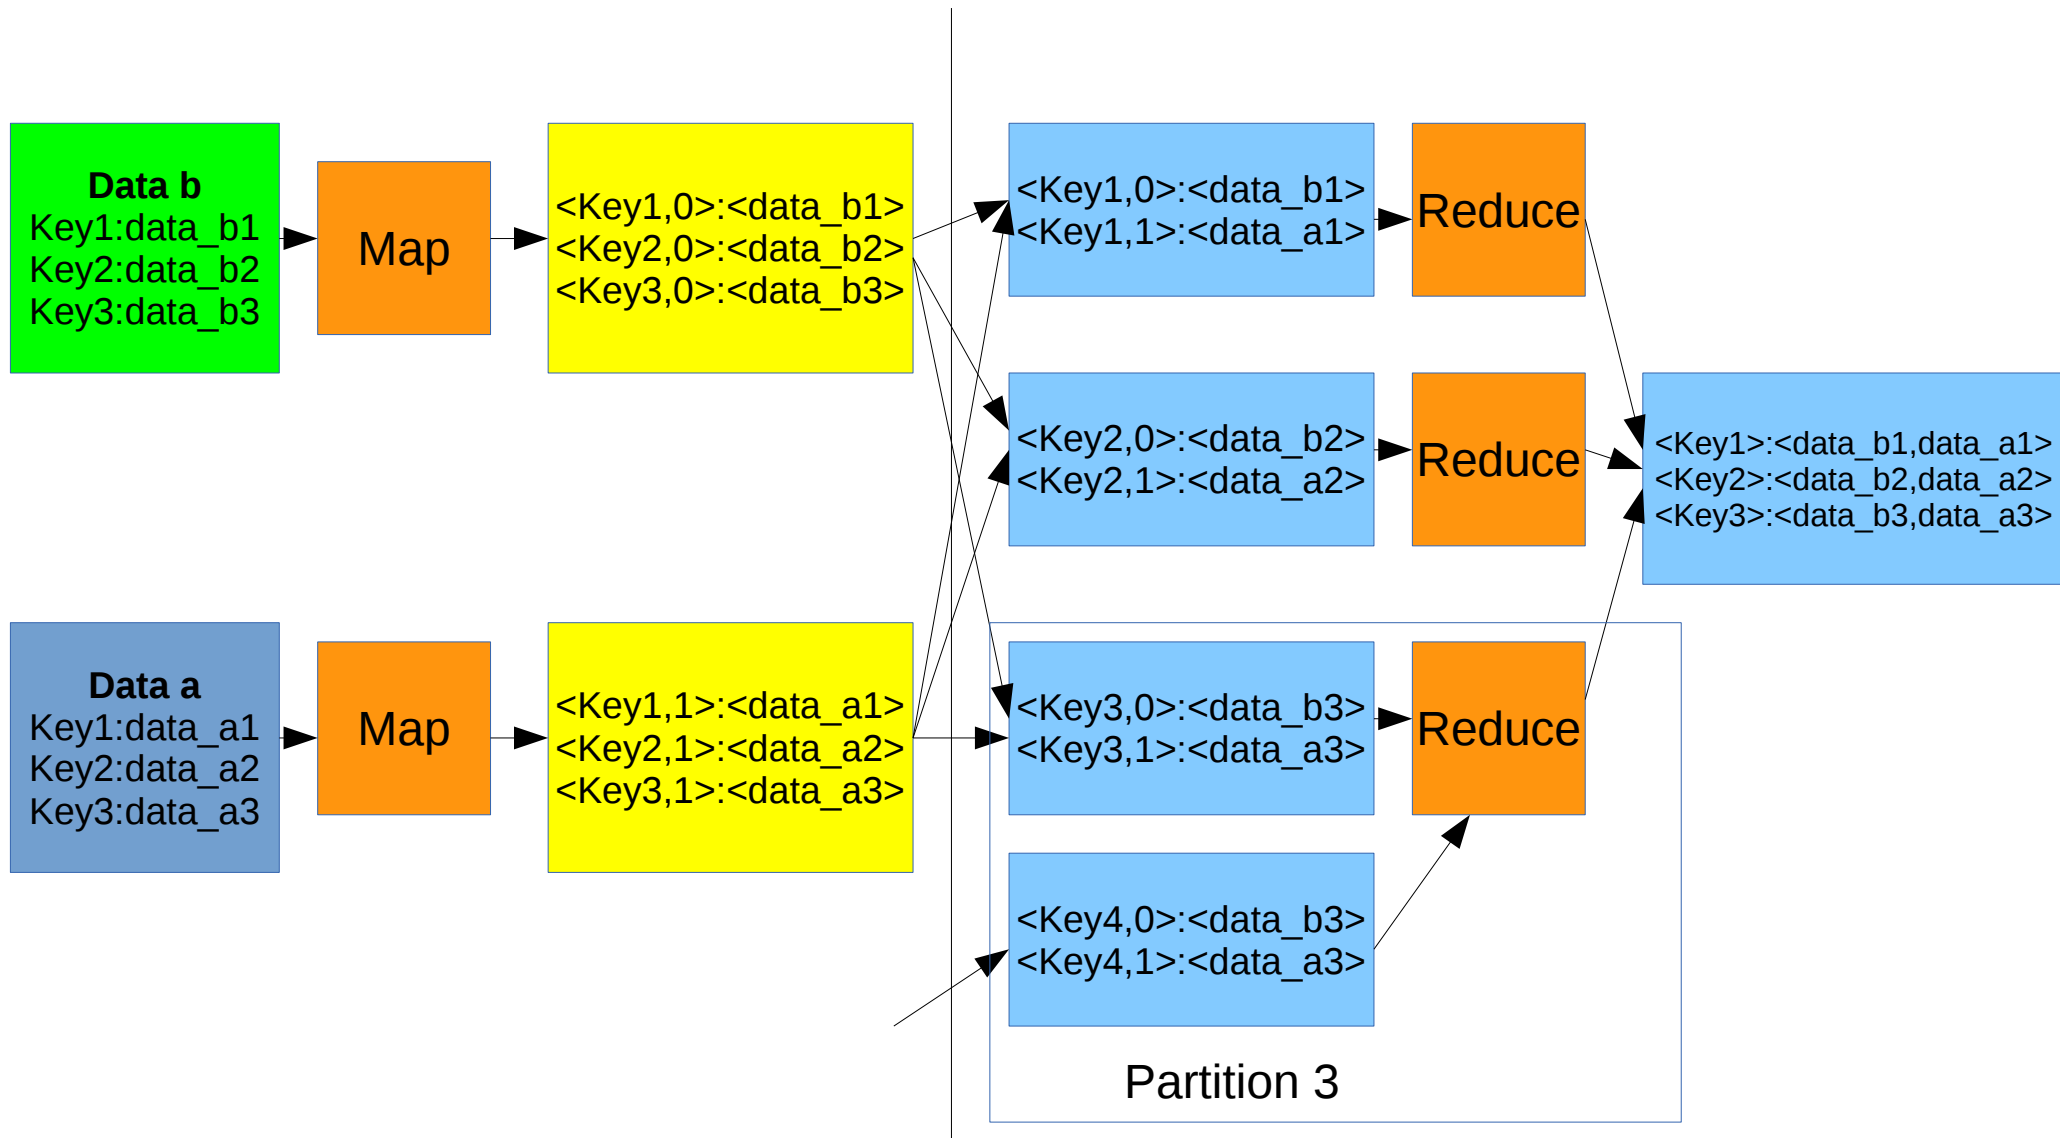 Data b
Key1:data_b1
Key2:data_b2
Key3:data_b3
Map
<Key1,0>:<data_b1>
<Key2,0>:<data_b2>
<Key3,0>:<data_b3>
<Key1,0>:<data_b1>
<Key1,1>:<data_a1>
Reduce
<Key2,0>:<data_b2>
<Key2,1>:<data_a2>
Reduce
<Key1>:<data_b1,data_a1>
<Key2>:<data_b2,data_a2>
<Key3>:<data_b3,data_a3>
Data a
Key1:data_a1
Key2:data_a2
Key3:data_a3
Map
<Key1,1>:<data_a1>
<Key2,1>:<data_a2>
<Key3,1>:<data_a3>
<Key3,0>:<data_b3>
<Key3,1>:<data_a3>
Reduce
<Key4,0>:<data_b3>
<Key4,1>:<data_a3>
Partition 3